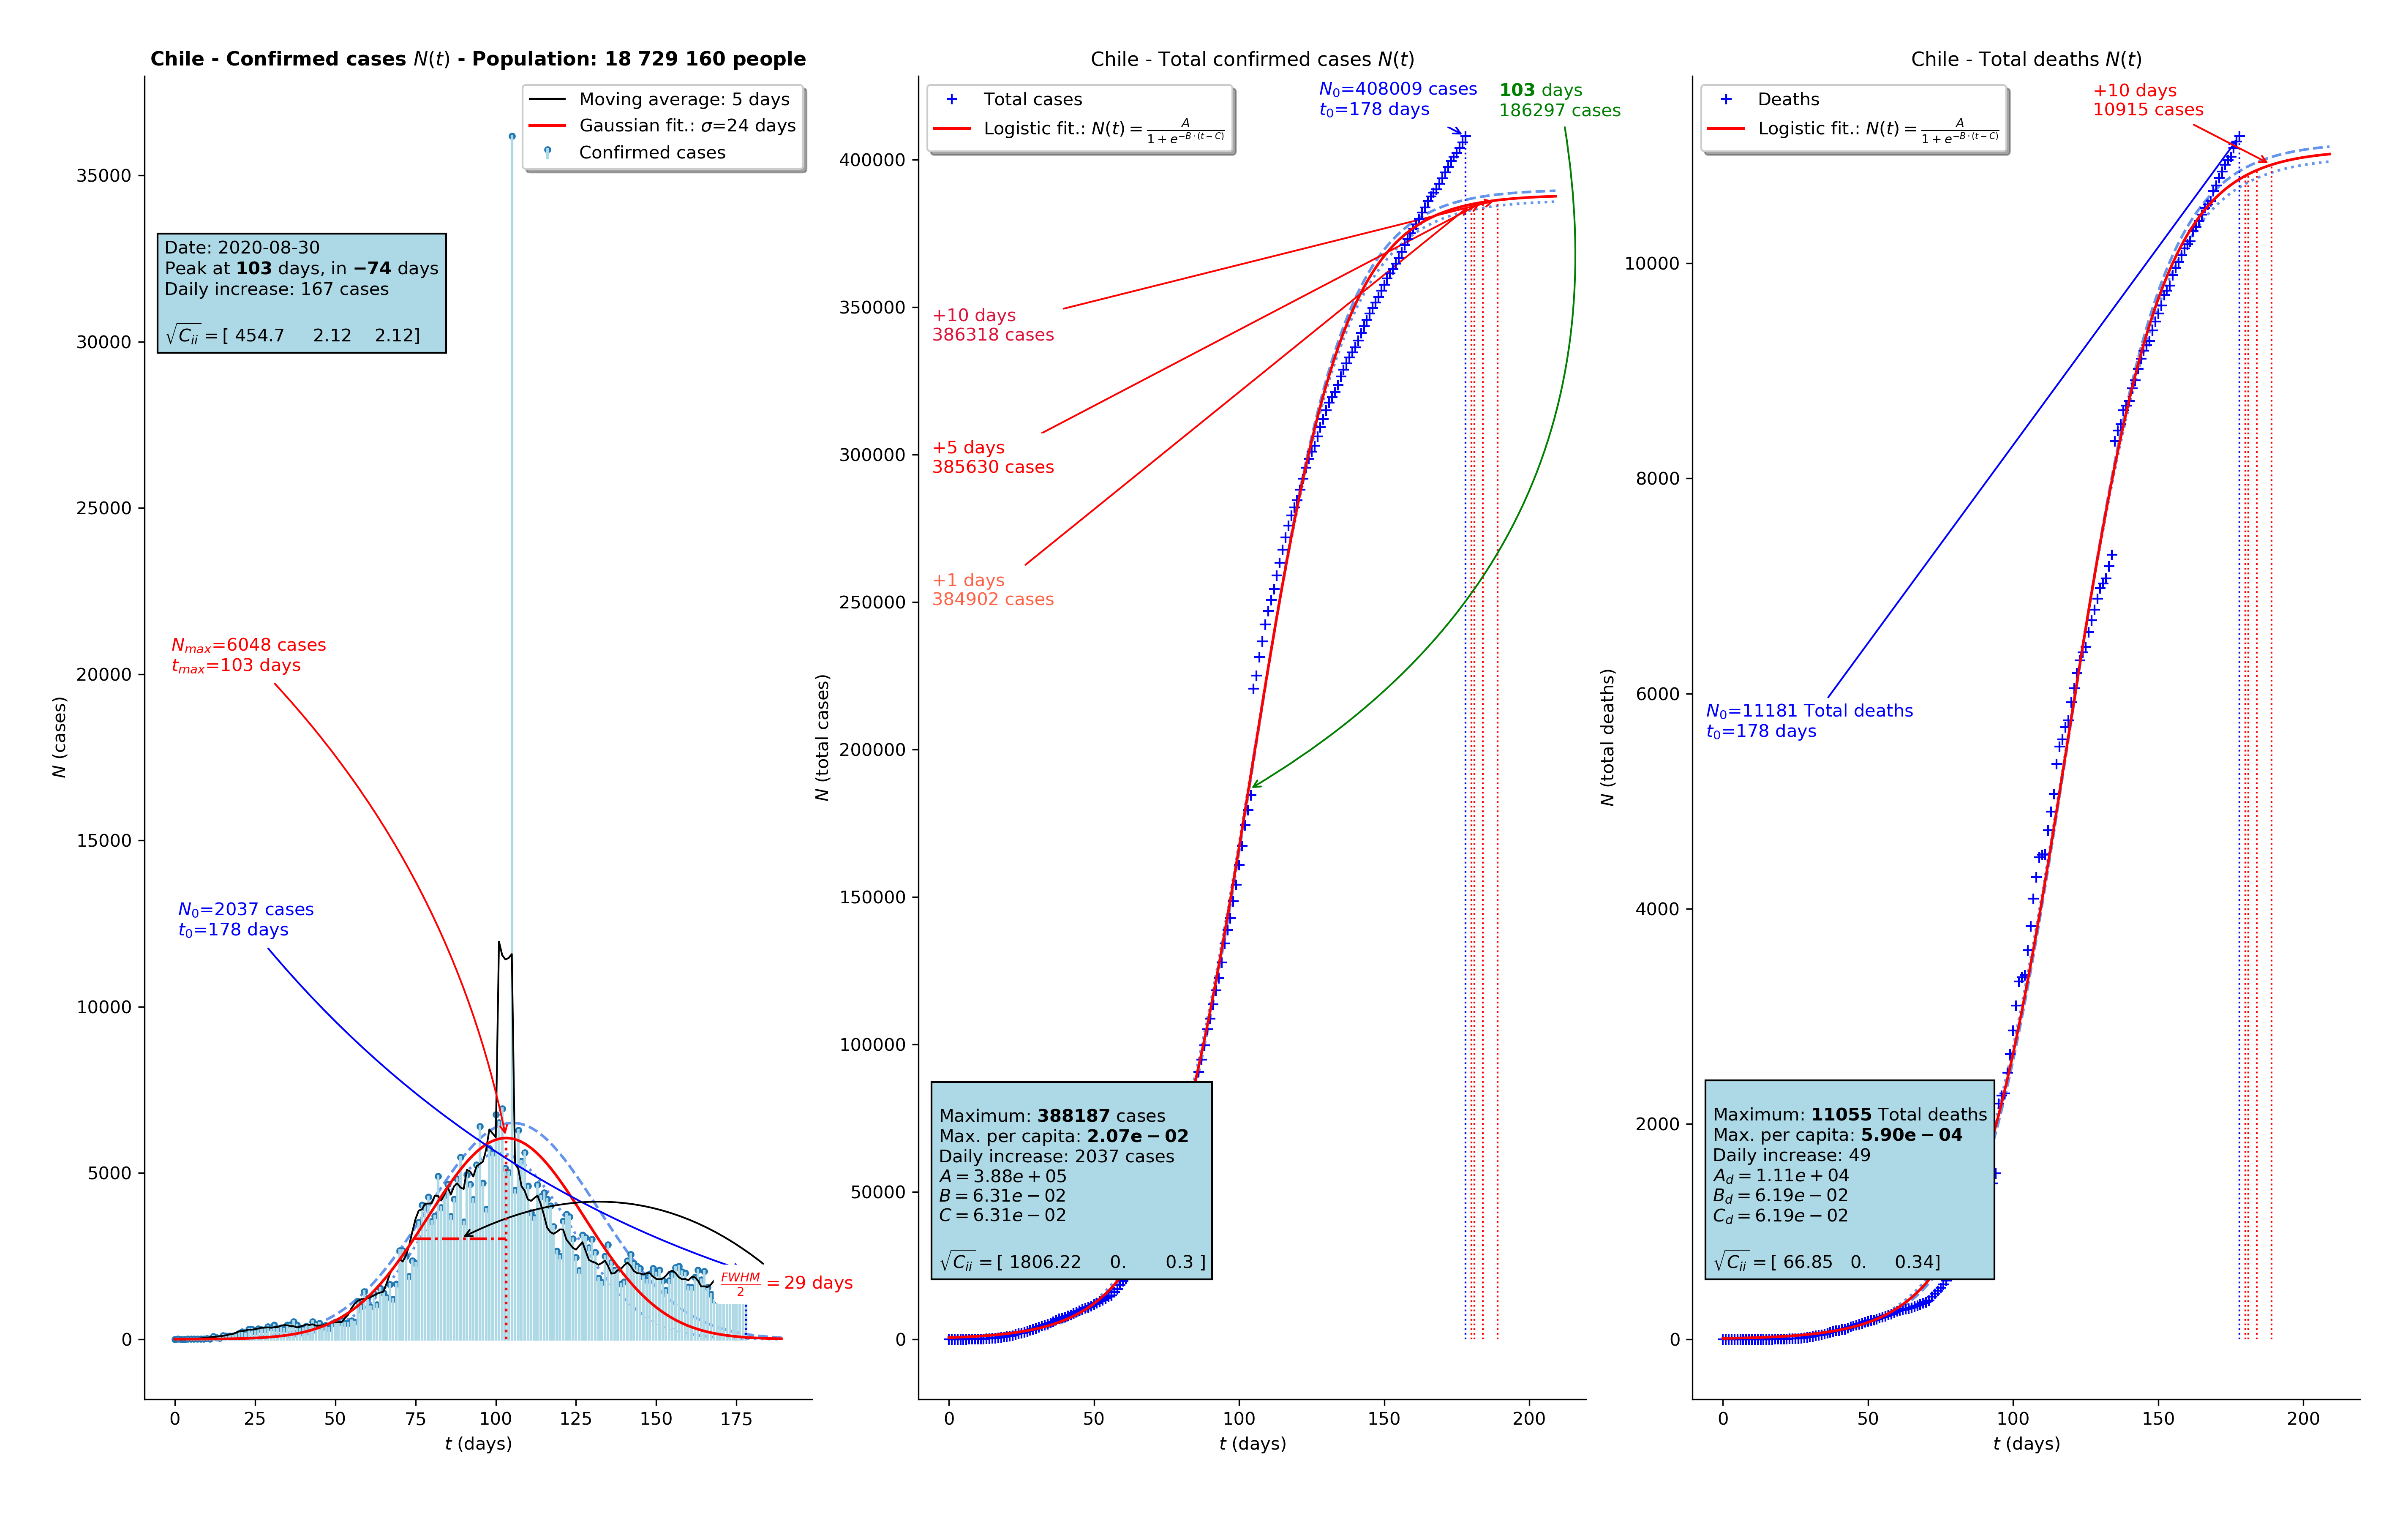 Chile - Confirmed cases N(t) - Population: 18 729 160 people
Moving average: 5 days
Gaussian fit.: σ=24 days
Confirmed cases
Date: 2020-08-30
Peak at 103 days, in −74 days
Daily increase: 167 cases
√C_ii = [ 454.7 2.12 2.12]
N_max=6048 cases
t_max=103 days
N_0=2037 cases
t_0=178 days
FWHM/2 = 29 days
N (cases)
35000
30000
25000
20000
15000
10000
5000
0
0 25 50 75 100 125 150 175
t (days)
Chile - Total confirmed cases N(t)
Total cases
Logistic fit.: N(t) = A/(1 + e^{−B·(t−C)})
N_0=408009 cases
t_0=178 days
103 days
186297 cases
+10 days
386318 cases
+5 days
385630 cases
+1 days
384902 cases
Maximum: 388187 cases
Max. per capita: 2.07e − 02
Daily increase: 2037 cases
A = 3.88e + 05
B = 6.31e − 02
C = 6.31e − 02
√C_ii = [ 1806.22 0. 0.3 ]
N (total cases)
400000
350000
300000
250000
200000
150000
100000
50000
0
0 50 100 150 200
t (days)
Chile - Total deaths N(t)
Deaths
Logistic fit.: N(t) = A/(1 + e^{−B·(t−C)})
+10 days
10915 cases
N_0=11181 Total deaths
t_0=178 days
Maximum: 11055 Total deaths
Max. per capita: 5.90e − 04
Daily increase: 49
A_d = 1.11e + 04
B_d = 6.19e − 02
C_d = 6.19e − 02
√C_ii = [ 66.85 0. 0.34]
N (total deaths)
10000
8000
6000
4000
2000
0
0 50 100 150 200
t (days)